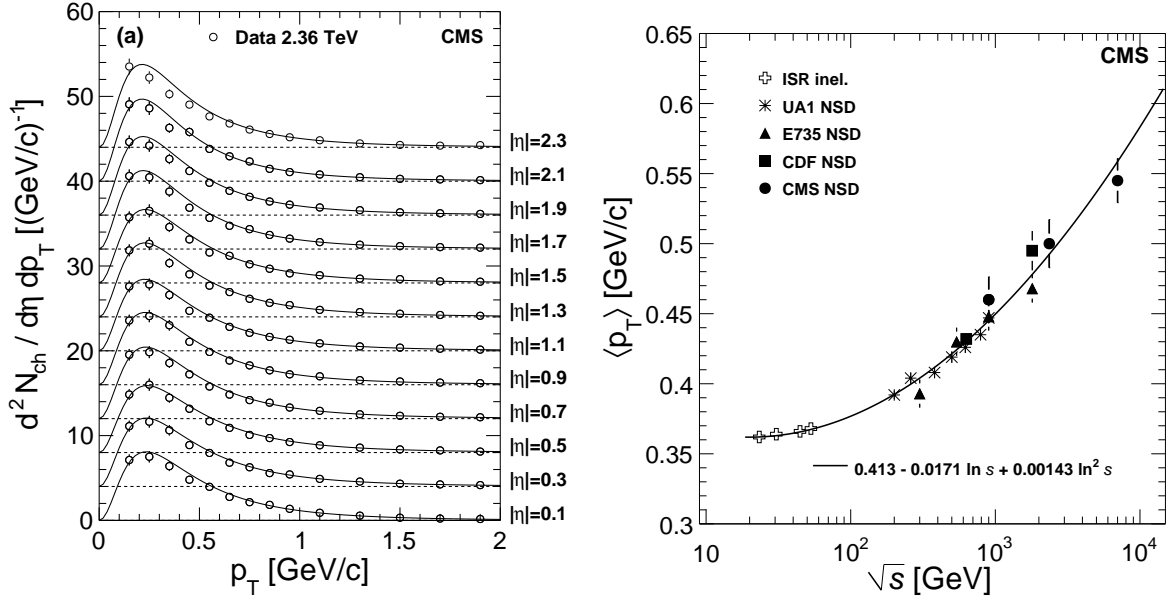 (a) Data 2.36 TeV CMS
d² N_ch / dη dp_T [(GeV/c)⁻¹]
60
50
40
30
20
10
0
|η|=2.3
|η|=2.1
|η|=1.9
|η|=1.7
|η|=1.5
|η|=1.3
|η|=1.1
|η|=0.9
|η|=0.7
|η|=0.5
|η|=0.3
|η|=0.1
0 0.5 1 1.5 2
p_T [GeV/c]
CMS
ISR inel.
UA1 NSD
E735 NSD
CDF NSD
CMS NSD
⟨p_T⟩ [GeV/c]
0.65
0.6
0.55
0.5
0.45
0.4
0.35
0.3
0.413 - 0.0171 ln s + 0.00143 ln² s
10 10² 10³ 10⁴
√s [GeV]